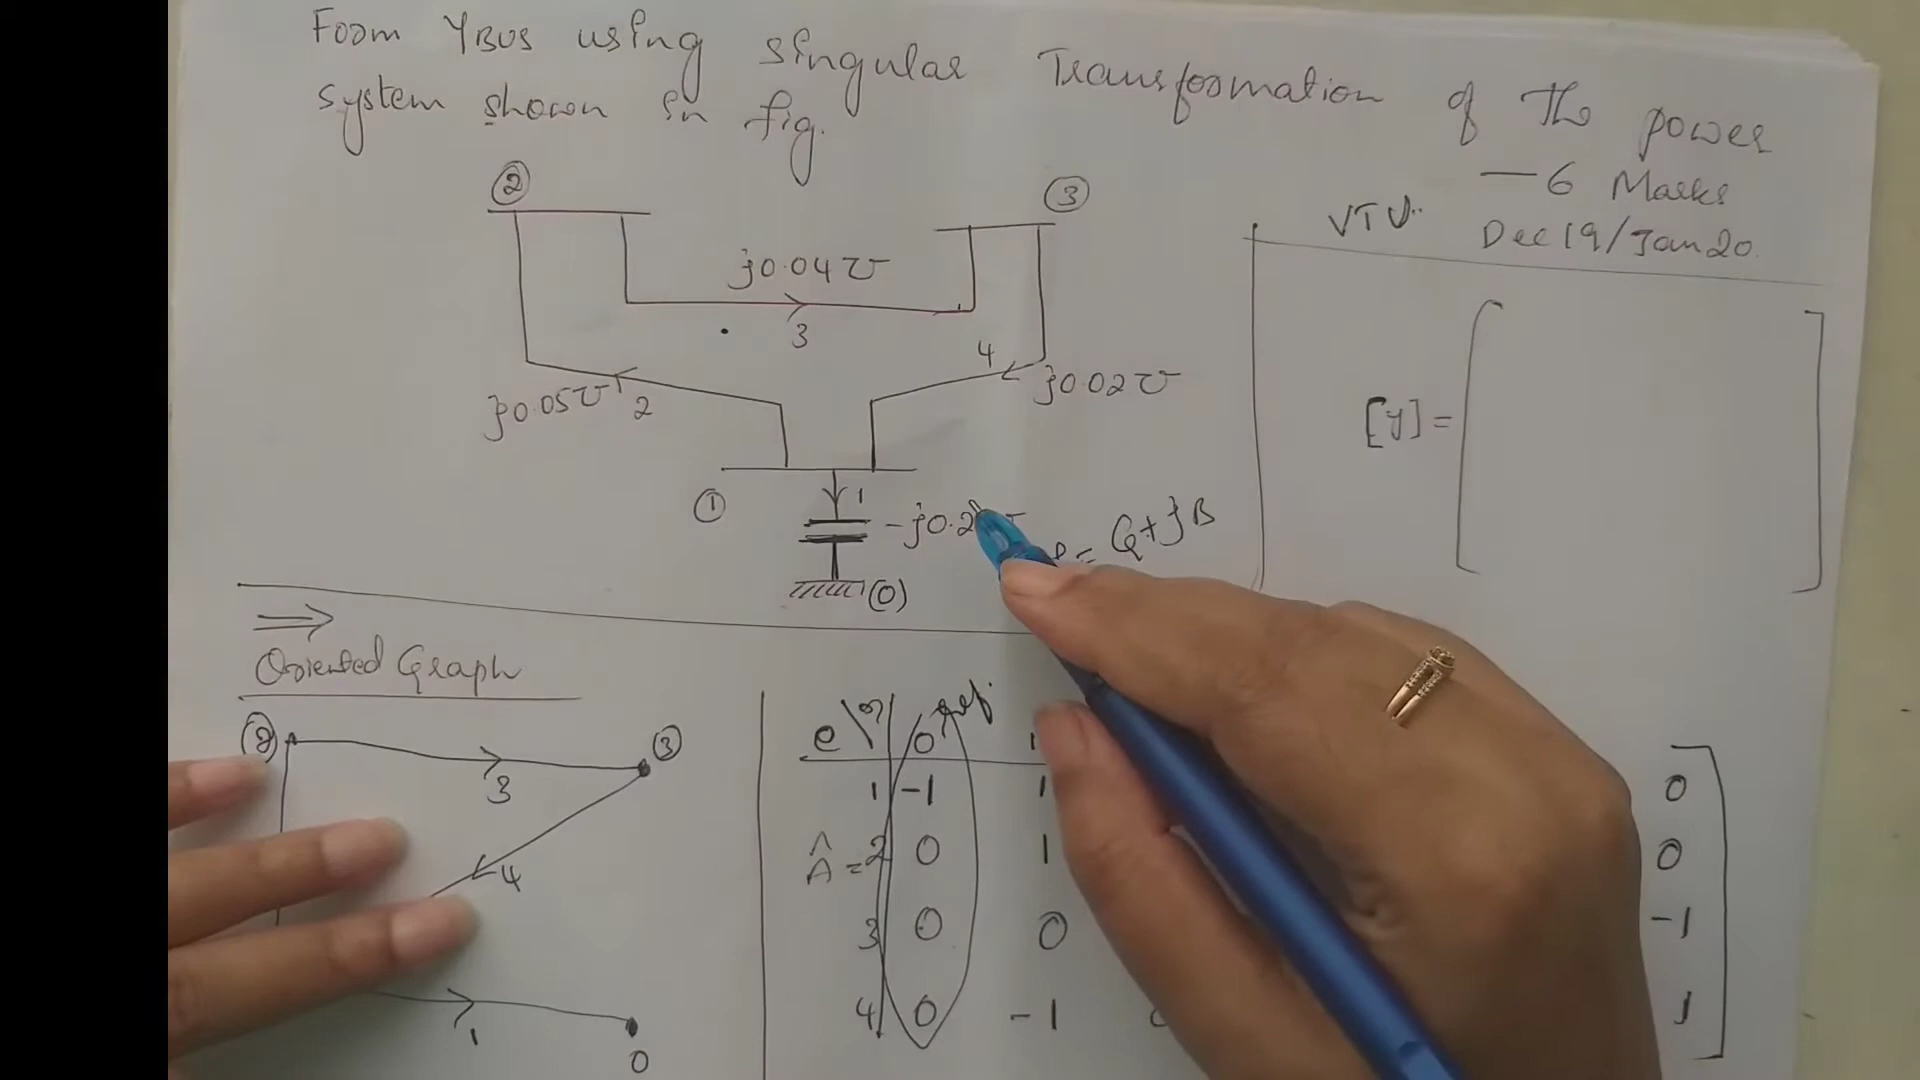 Form YBUS using singular Transformation of the power
system shown in fig.
— 6 Marks
VTU Dec 19/Jan 20.
②
③
j0.04℧
3
4
j0.05℧
2
j0.02℧
①
1
-j0.2
= G+jB
(0)
[y] =
⇒
Oriented Graph
②
③
3
4
1
0
ref.
e\n 0 1
1 -1 1 0
Â = 2 0 1 0
3 0 0 -1
4 0 -1 1